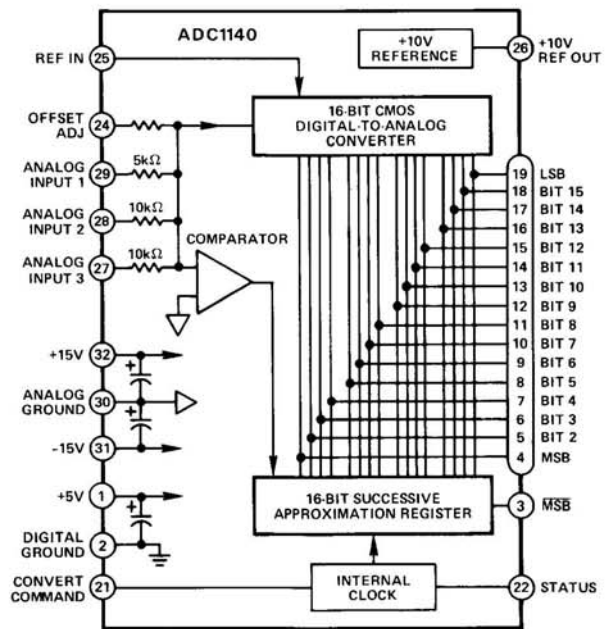 ADC1140
+10V
REFERENCE
26
+10V
REF OUT
REF IN
25
16-BIT CMOS
DIGITAL-TO-ANALOG
CONVERTER
OFFSET
ADJ
24
ANALOG
INPUT 1
29
5kΩ
ANALOG
INPUT 2
28
10kΩ
ANALOG
INPUT 3
27
10kΩ
COMPARATOR
19 LSB
18 BIT 15
17 BIT 14
16 BIT 13
15 BIT 12
14 BIT 11
13 BIT 10
12 BIT 9
11 BIT 8
10 BIT 7
9 BIT 6
8 BIT 5
7 BIT 4
6 BIT 3
5 BIT 2
4 MSB
+15V
32
+
ANALOG
GROUND
30
+
-15V
31
+5V
1
+
DIGITAL
GROUND
2
16-BIT SUCCESSIVE
APPROXIMATION REGISTER
3 M̅S̅B̅
CONVERT
COMMAND
21
INTERNAL
CLOCK
22 STATUS